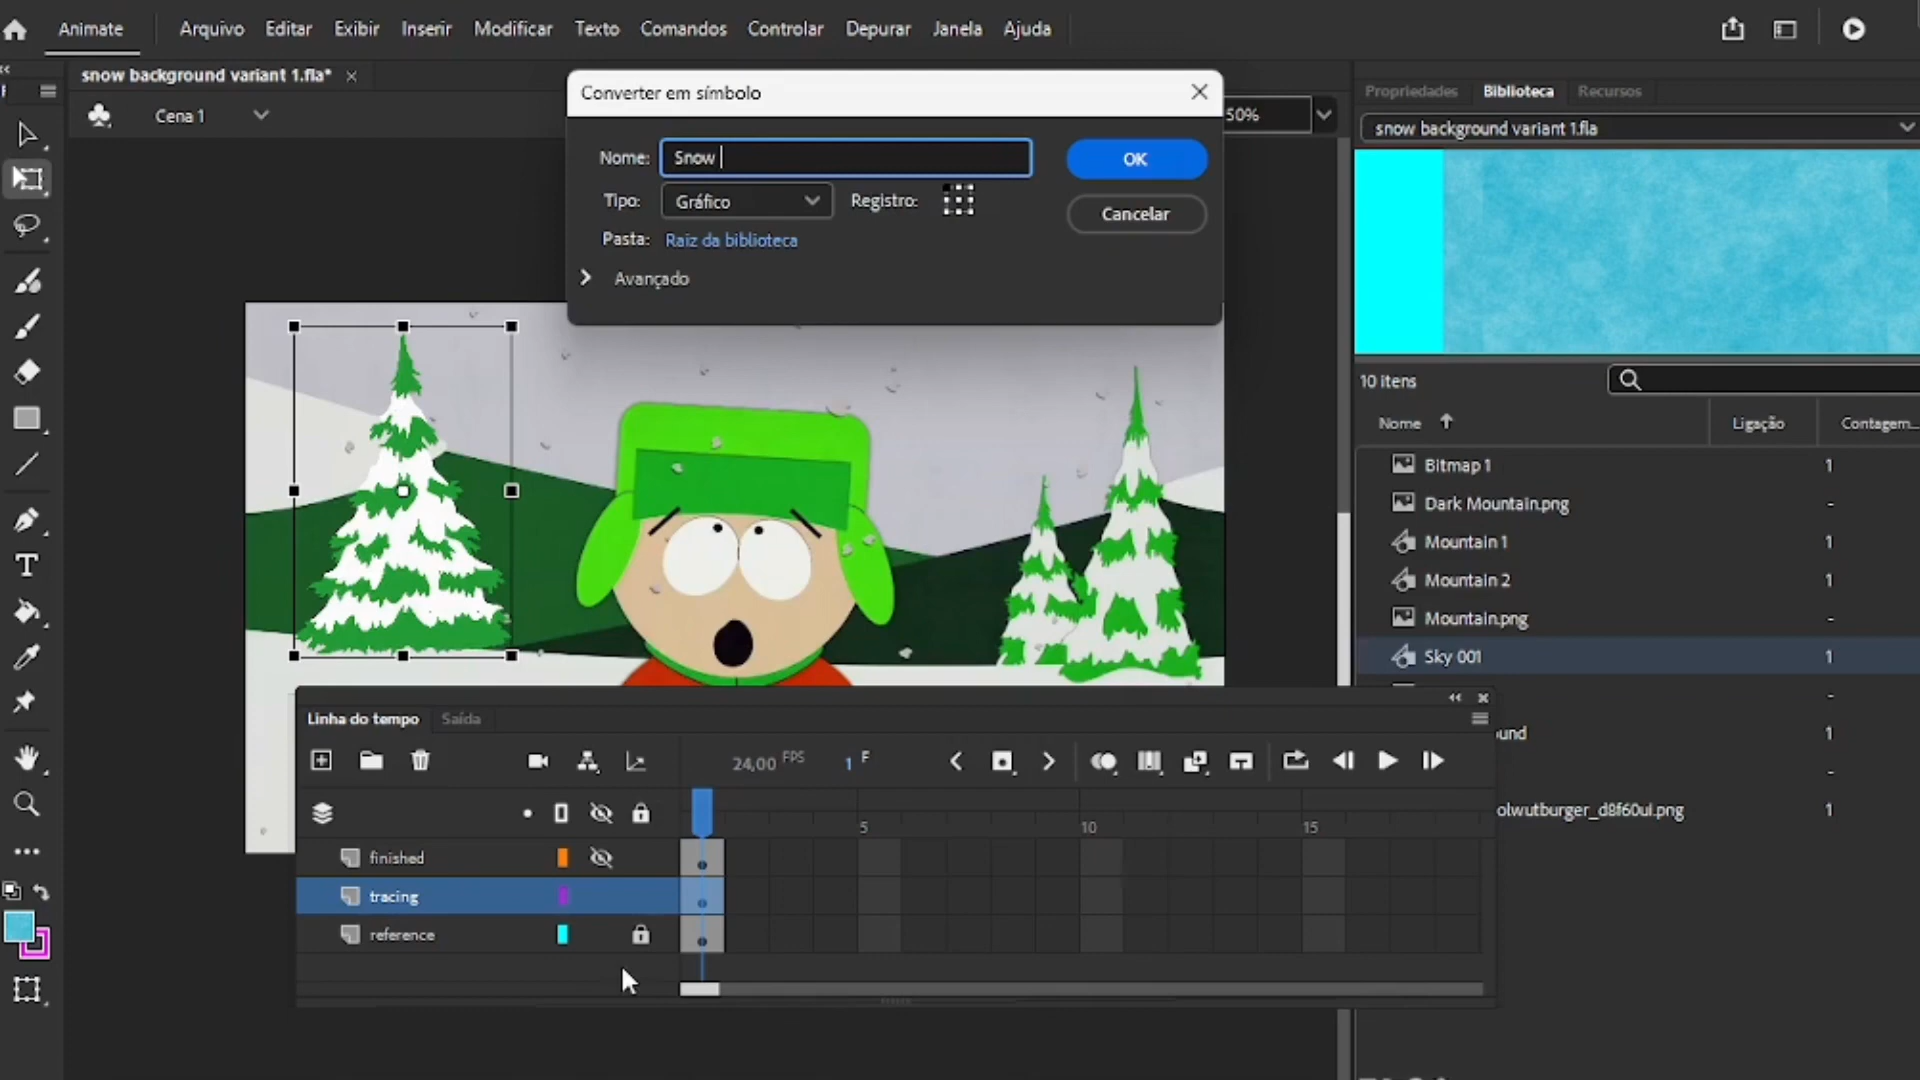 Animate Arquivo Editar Exibir Inserir Modificar Texto Comandos Controlar Depurar Janela Ajuda
snow background variant 1.fla*
Cena 1
50%
Converter em símbolo
Nome: Snow
OK
Tipo: Gráfico Registro:
Cancelar
Pasta: Raiz da biblioteca
Avançado
Propriedades Biblioteca Recursos
snow background variant 1.fla
10 itens
Nome Ligação Contagem...
Bitmap 1 1
Dark Mountain.png -
Mountain 1 1
Mountain 2 1
Mountain.png -
Sky 001 1
-
ound 1
-
olwutburger_d8f60ui.png 1
Linha do tempo Saída
24,00 FPS 1 F
5 10 15
finished
tracing
reference